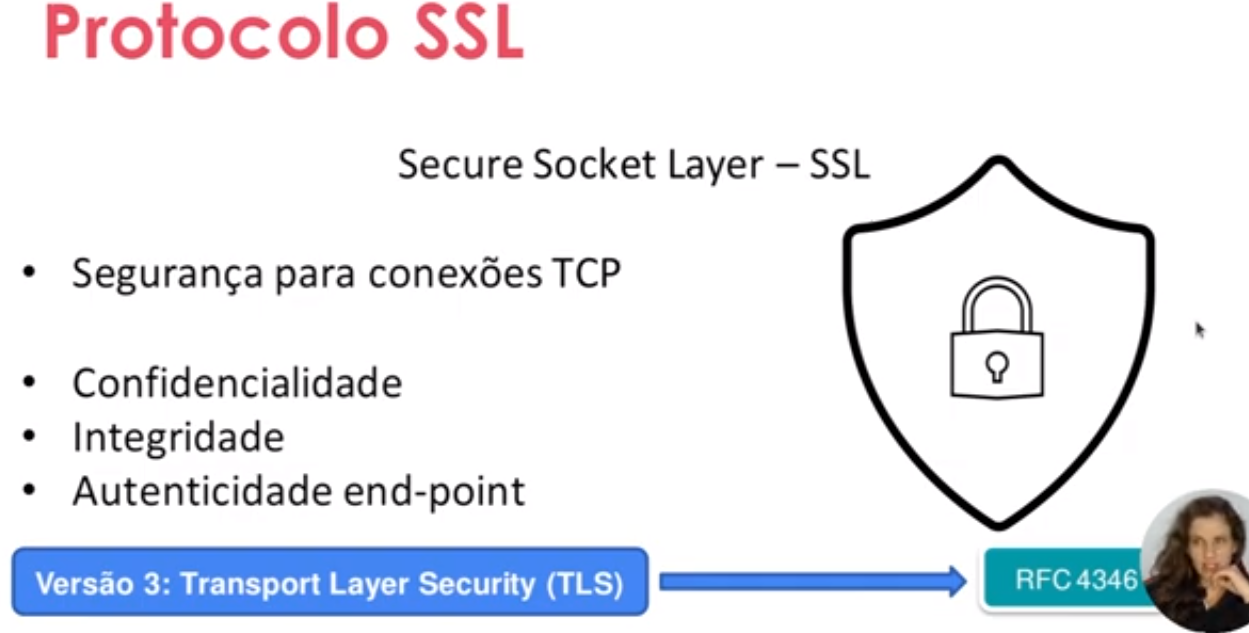 Protocolo SSL
Secure Socket Layer – SSL
• Segurança para conexões TCP
• Confidencialidade
• Integridade
• Autenticidade end-point
Versão 3: Transport Layer Security (TLS)
RFC 4346